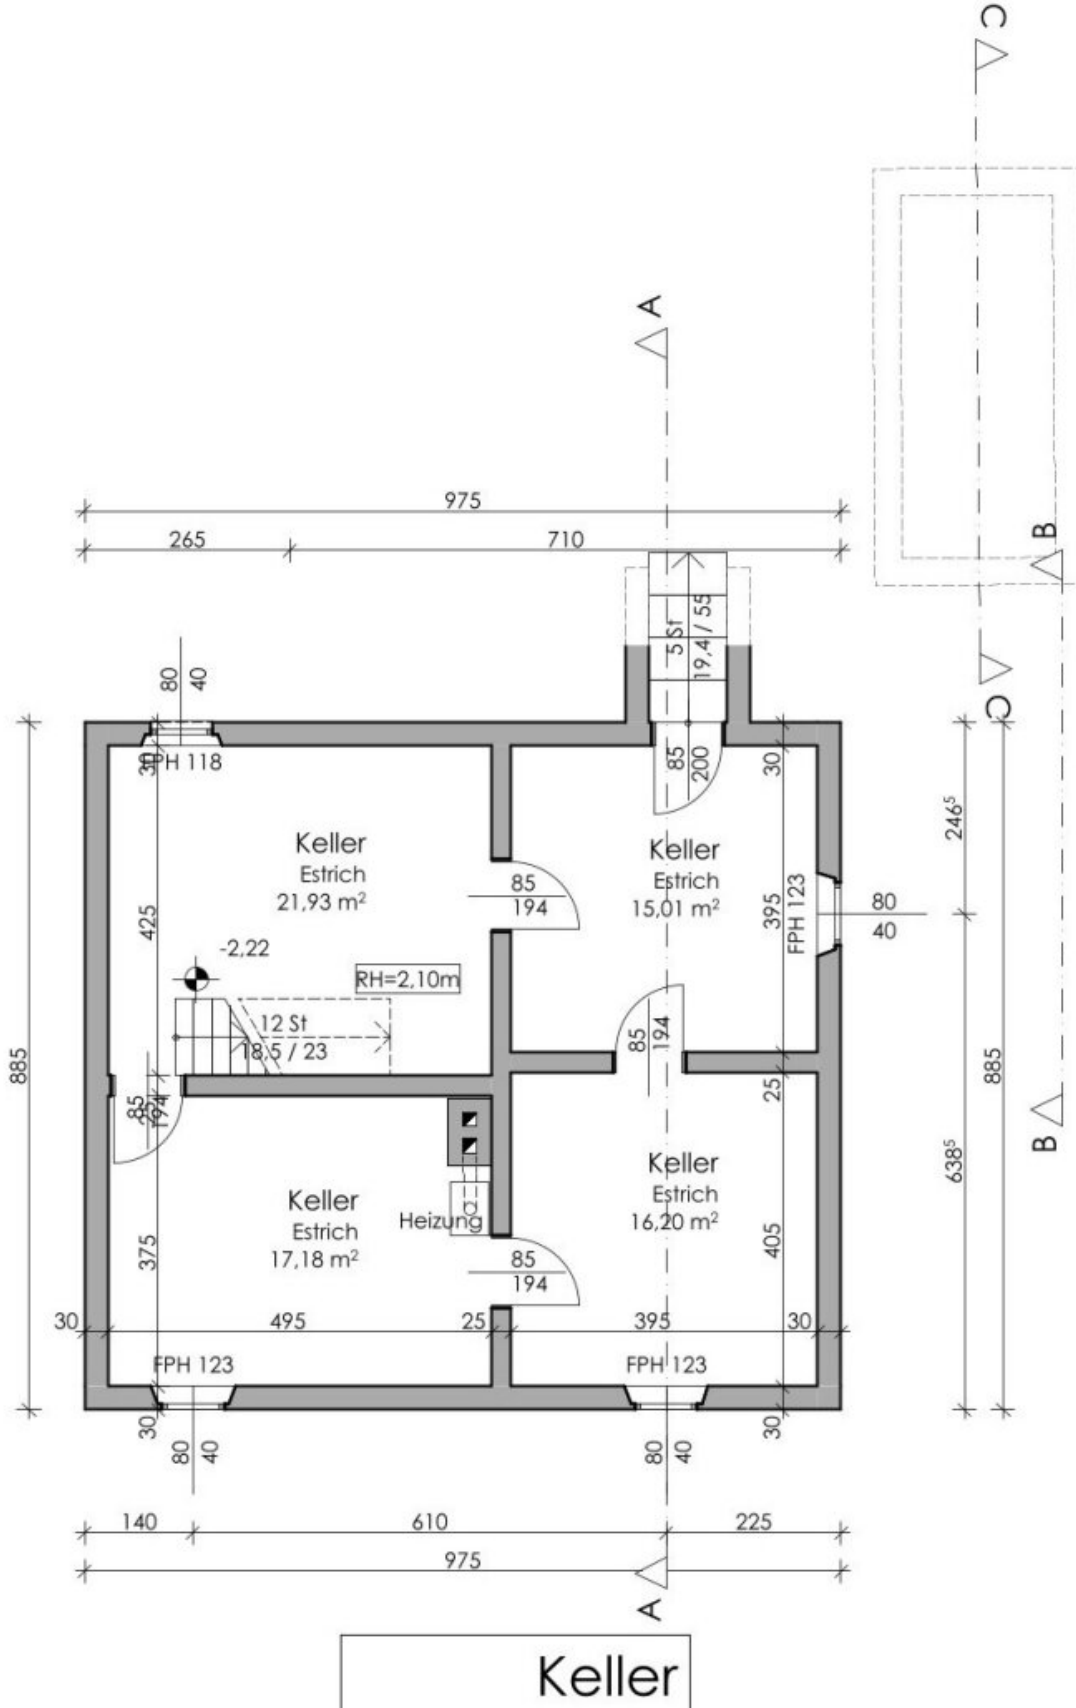 C
A
975
265
710
B
5 St
19,4 / 55
C
80
40
85
200
30
30
FPH 118
246⁵
Keller
Estrich
21,93 m²
Keller
Estrich
15,01 m²
85
194
425
395
FPH 123
80
40
-2,22
RH=2,10m
12 St
18,5 / 23
85
194
885
885
85
194
25
B
638⁵
Keller
Estrich
17,18 m²
Heizung
Keller
Estrich
16,20 m²
375
405
85
194
30
495
25
395
30
FPH 123
FPH 123
30
30
80
40
80
40
140
610
225
975
A
Keller